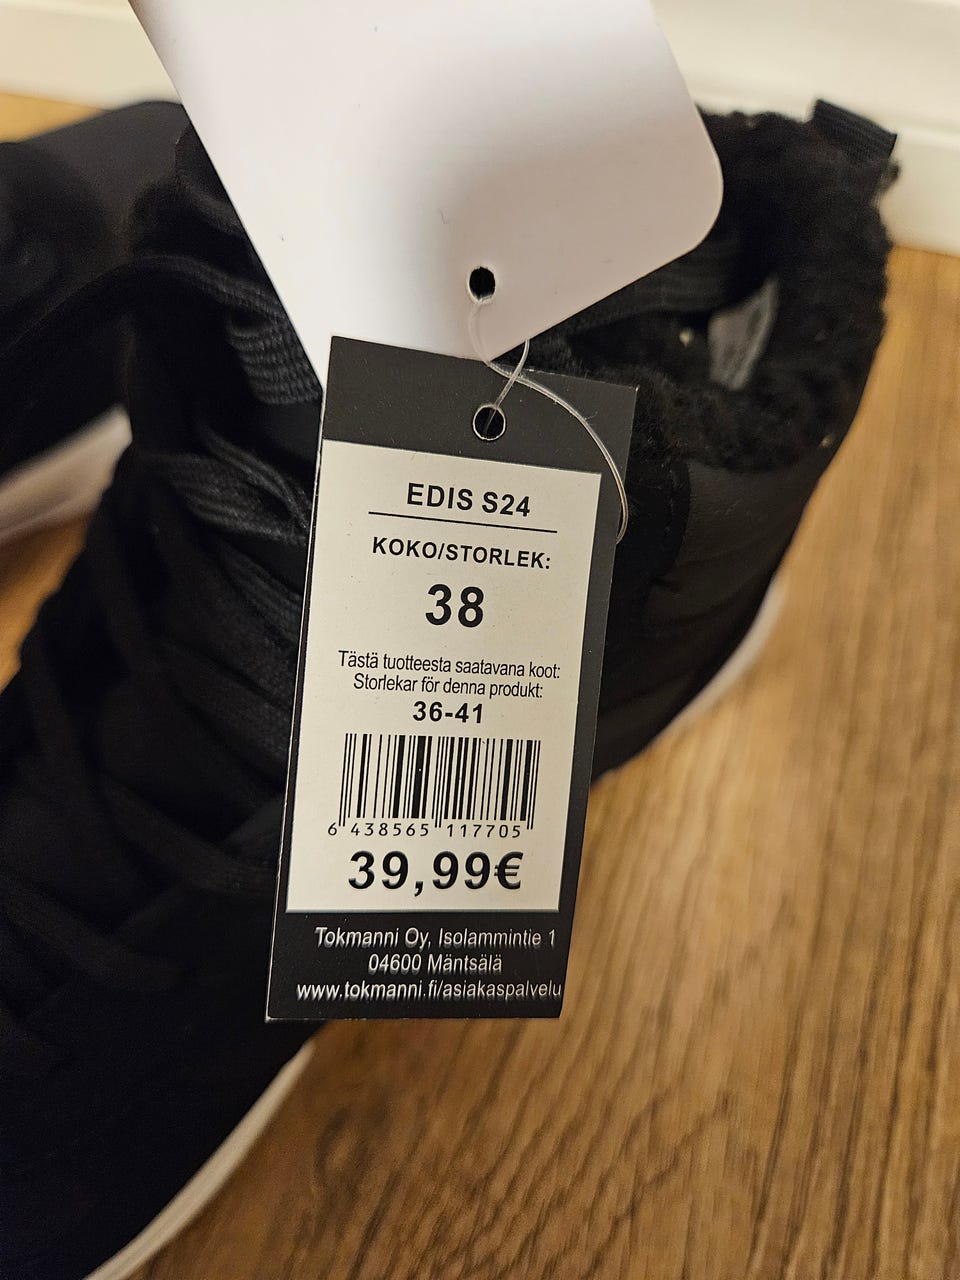 EDIS S24
KOKO/STORLEK:
38
Tästä tuotteesta saatavana koot:
Storlekar för denna produkt:
36-41
6 438565 117705
39,99€
Tokmanni Oy, Isolammintie 1
04600 Mäntsälä
www.tokmanni.fi/asiakaspalvelu